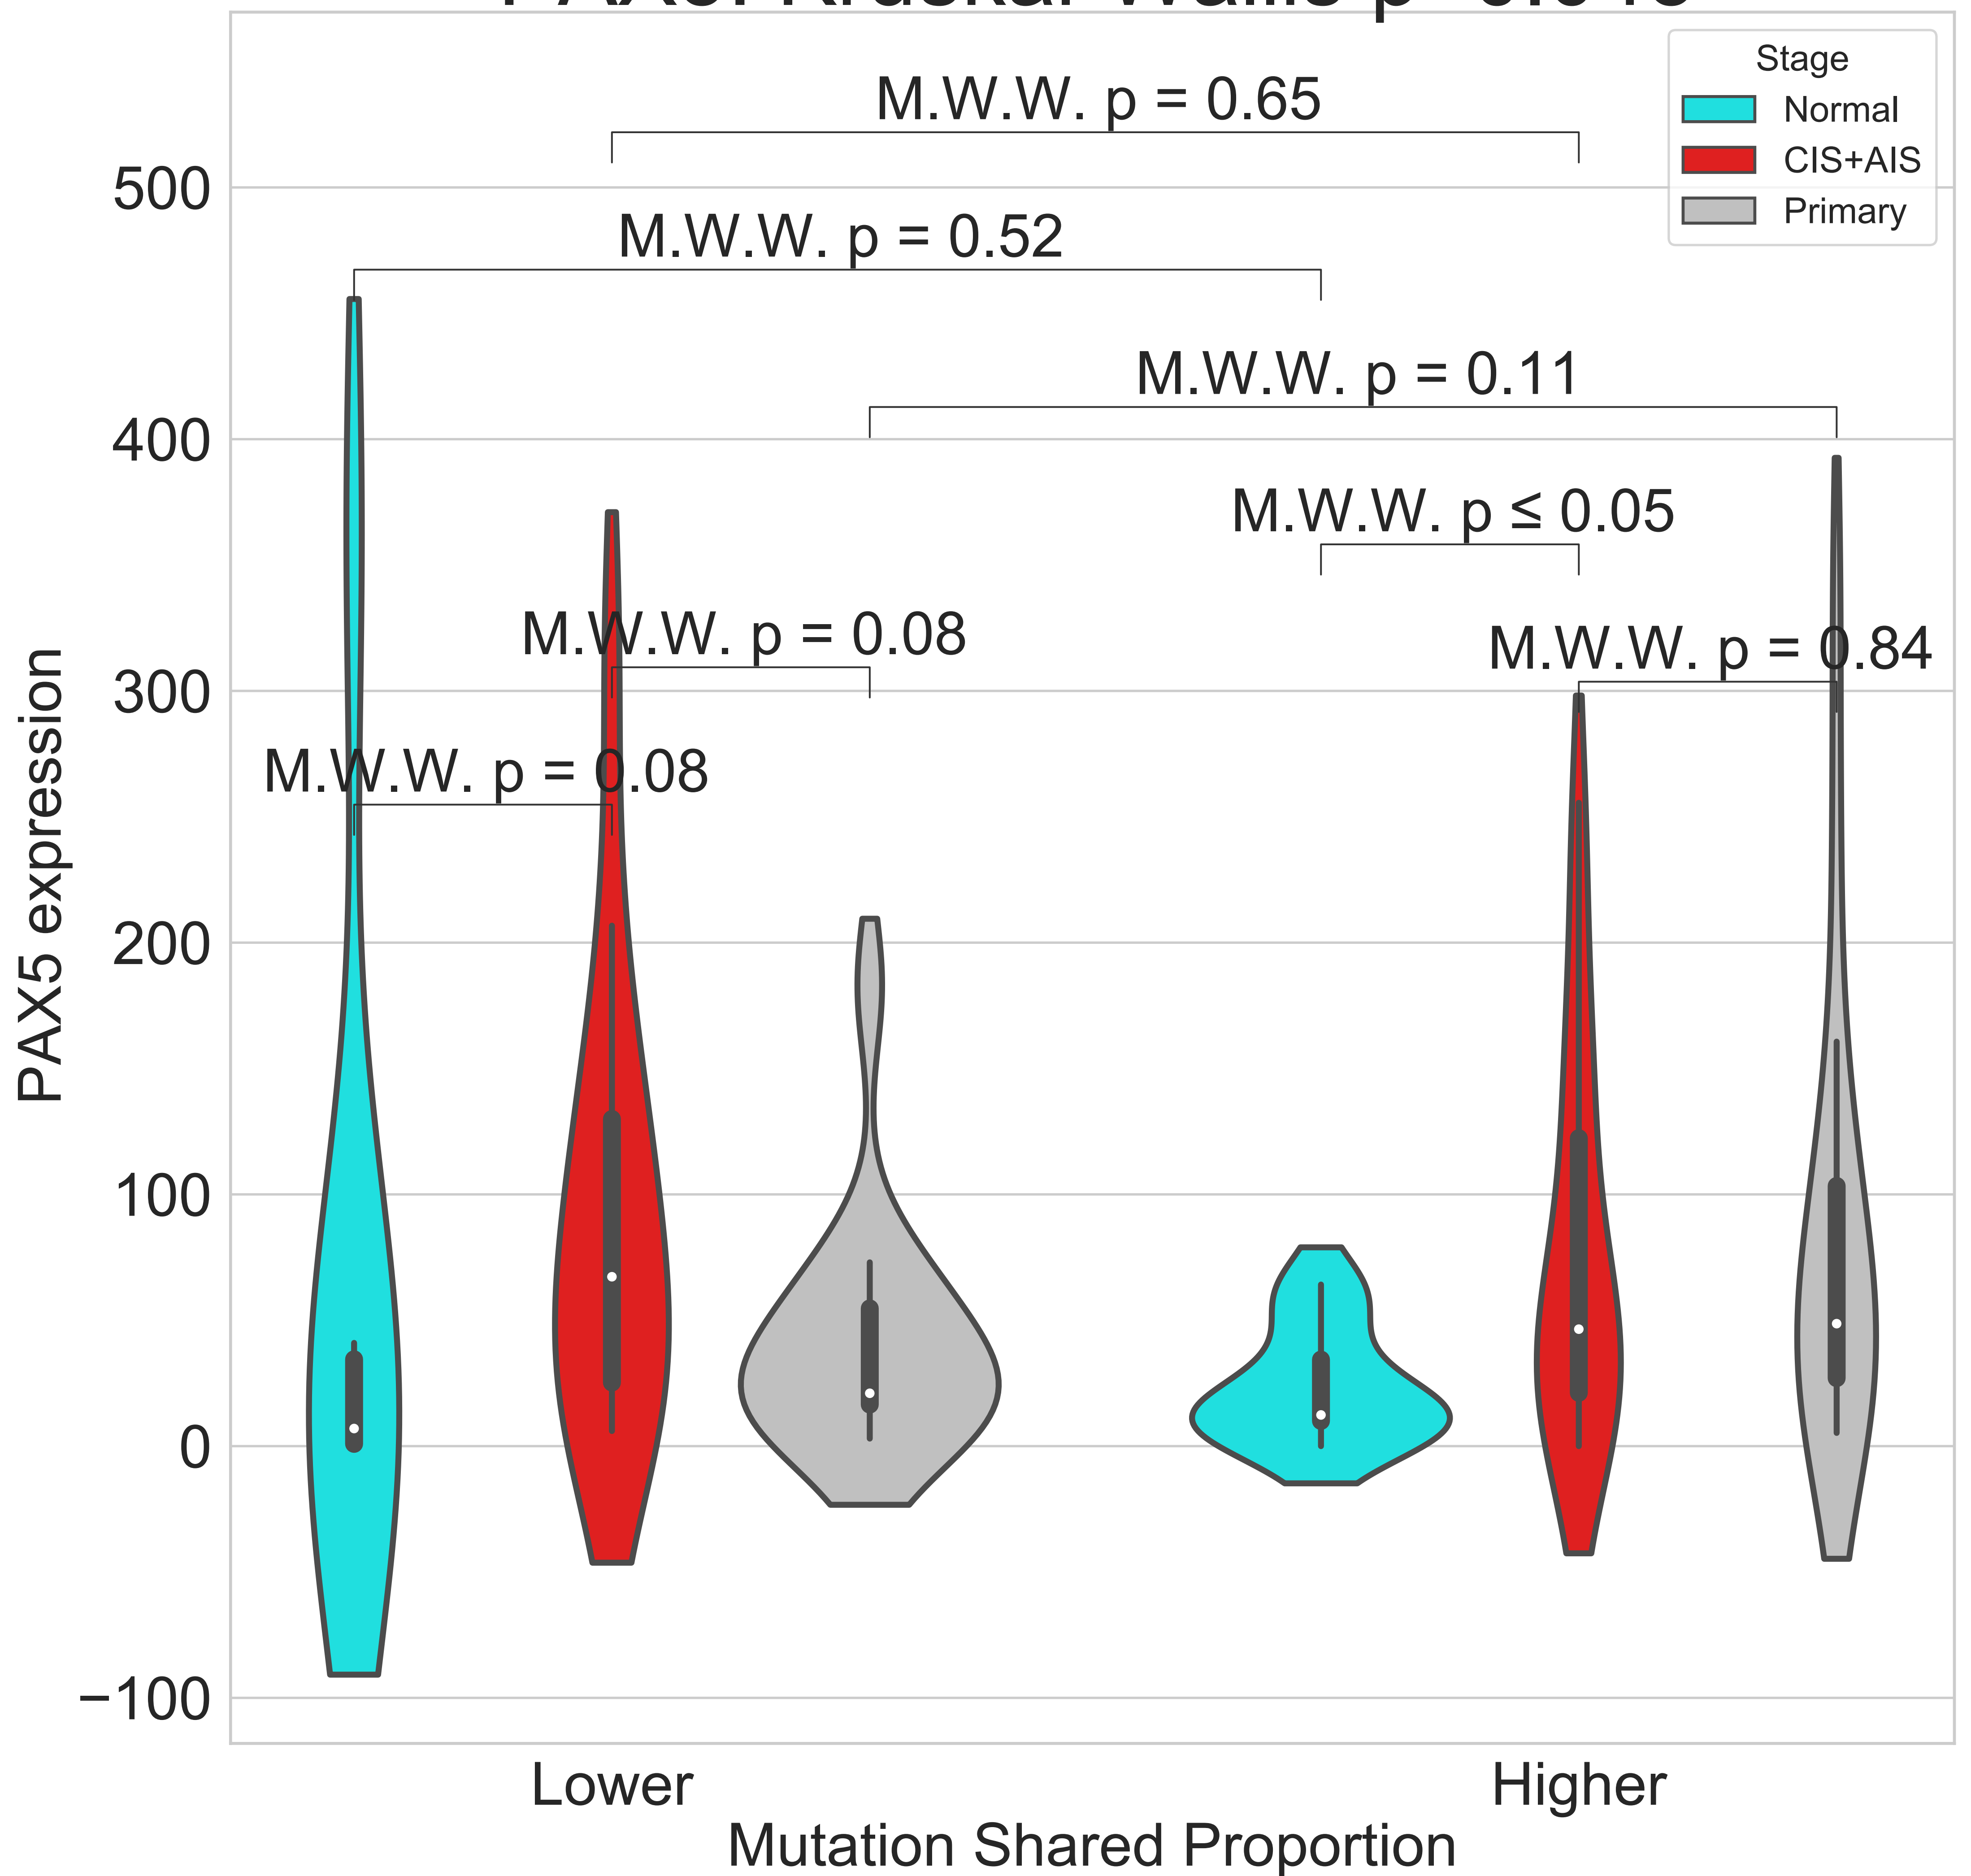 Stage
Normal
CIS+AIS
Primary
M.W.W. p = 0.65
M.W.W. p = 0.52
M.W.W. p = 0.11
M.W.W. p ≤ 0.05
M.W.W. p = 0.08
M.W.W. p = 0.84
M.W.W. p = 0.08
500
400
300
200
100
0
−100
PAX5 expression
Lower
Higher
Mutation Shared Proportion